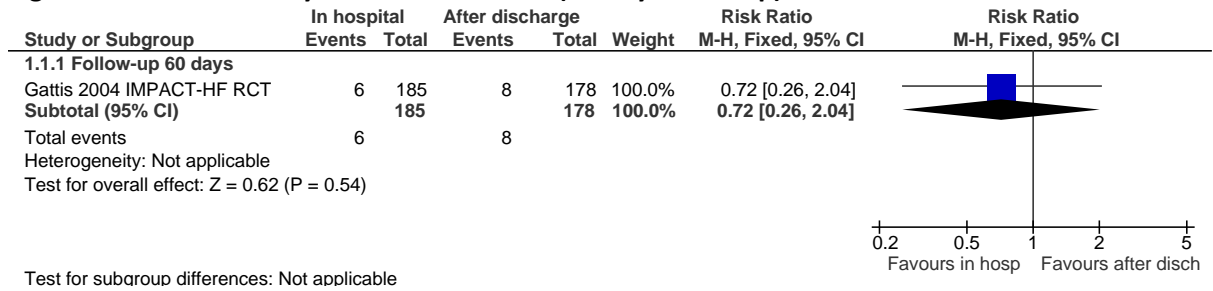 In hospital After discharge Risk Ratio Risk Ratio
Study or Subgroup Events Total Events Total Weight M-H, Fixed, 95% CI M-H, Fixed, 95% CI
1.1.1 Follow-up 60 days
Gattis 2004 IMPACT-HF RCT 6 185 8 178 100.0% 0.72 [0.26, 2.04]
Subtotal (95% CI) 185 178 100.0% 0.72 [0.26, 2.04]
Total events 6 8
Heterogeneity: Not applicable
Test for overall effect: Z = 0.62 (P = 0.54)
0.2 0.5 1 2 5
Favours in hosp Favours after disch
Test for subgroup differences: Not applicable